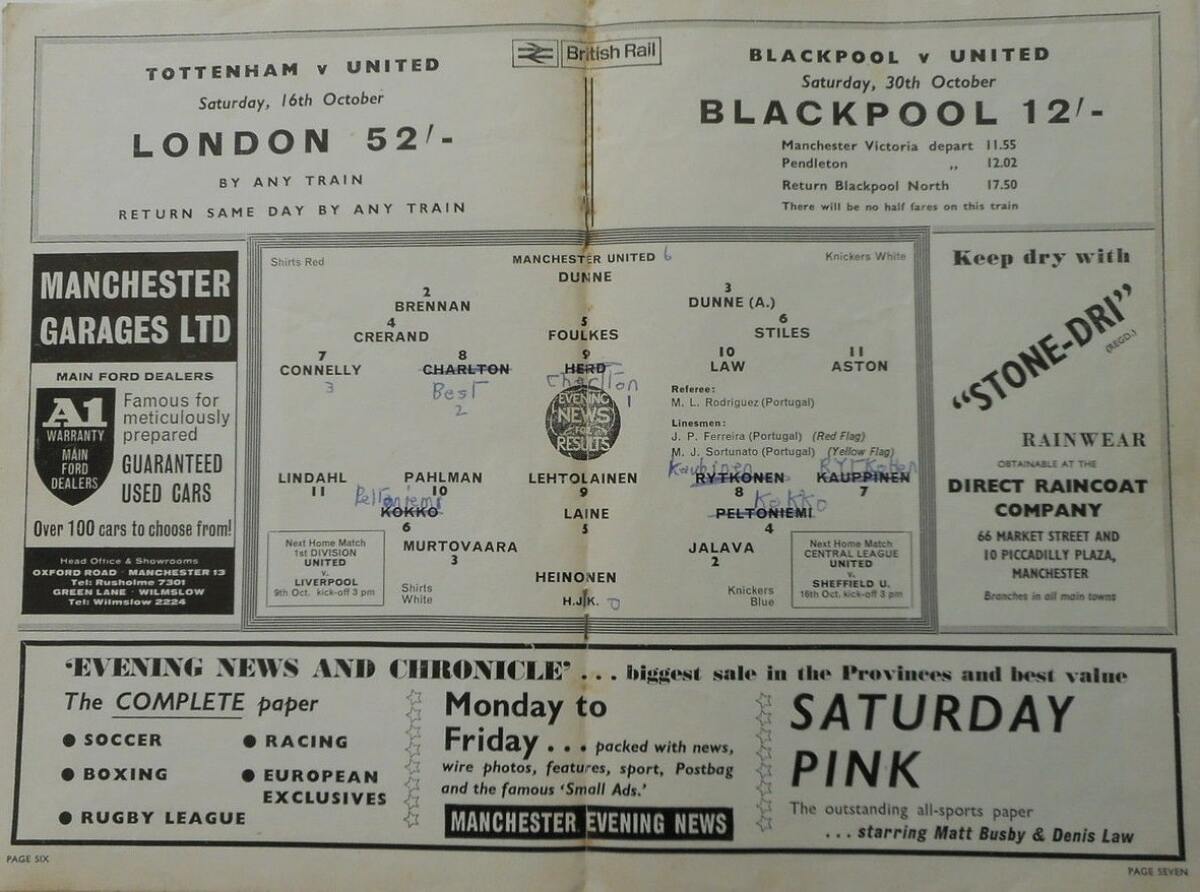 British Rail
TOTTENHAM v UNITED
Saturday, 16th October
LONDON 52/-
BY ANY TRAIN
RETURN SAME DAY BY ANY TRAIN
BLACKPOOL v UNITED
Saturday, 30th October
BLACKPOOL 12/-
Manchester Victoria depart 11.55
Pendleton ,, 12.02
Return Blackpool North 17.50
There will be no half fares on this train
MANCHESTER
GARAGES LTD
MAIN FORD DEALERS
A1
WARRANTY
MAIN
FORD
DEALERS
Famous for
meticulously
prepared
GUARANTEED
USED CARS
Over 100 cars to choose from!
Head Office & Showrooms
OXFORD ROAD · MANCHESTER 13
Tel: Rusholme 7301
GREEN LANE · WILMSLOW
Tel: Wilmslow 2224
Shirts Red
MANCHESTER UNITED 6
Knickers White
DUNNE
2
BRENNAN
3
DUNNE (A.)
4
CRERAND
5
FOULKES
6
STILES
7
CONNELLY
3
8
CHARLTON
Best
2
9
HERD
Charlton
1
10
LAW
11
ASTON
EVENING
NEWS
FOR
RESULTS
Referee:
M. L. Rodriguez (Portugal)
Linesmen:
J. P. Ferreira (Portugal) (Red Flag)
M. J. Sortunato (Portugal) (Yellow Flag)
LINDAHL
11
PAHLMAN
10
LEHTOLAINEN
9
Kaupinen
RYTKONEN
8
KAUPPINEN
7
Peltoniemi
KOKKO
6
LAINE
5
Kokko
PELTONIEMI
4
MURTOVAARA
3
JALAVA
2
HEINONEN
H.J.K. 0
Shirts
White
Knickers
Blue
Next Home Match
1st DIVISION
UNITED
v.
LIVERPOOL
9th Oct. kick-off 3 pm
Next Home Match
CENTRAL LEAGUE
UNITED
v.
SHEFFIELD U.
16th Oct. kick-off 3 pm
Keep dry with
"STONE-DRI"
(REGD.)
RAINWEAR
OBTAINABLE AT THE
DIRECT RAINCOAT
COMPANY
66 MARKET STREET AND
10 PICCADILLY PLAZA,
MANCHESTER
Branches in all main towns
'EVENING NEWS AND CHRONICLE' ... biggest sale in the Provinces and best value
The COMPLETE paper
● SOCCER
● RACING
● BOXING
● EUROPEAN
EXCLUSIVES
● RUGBY LEAGUE
Monday to
Friday ... packed with news,
wire photos, features, sport, Postbag
and the famous 'Small Ads.'
MANCHESTER EVENING NEWS
SATURDAY
PINK
The outstanding all-sports paper
... starring Matt Busby & Denis Law
PAGE SIX
PAGE SEVEN